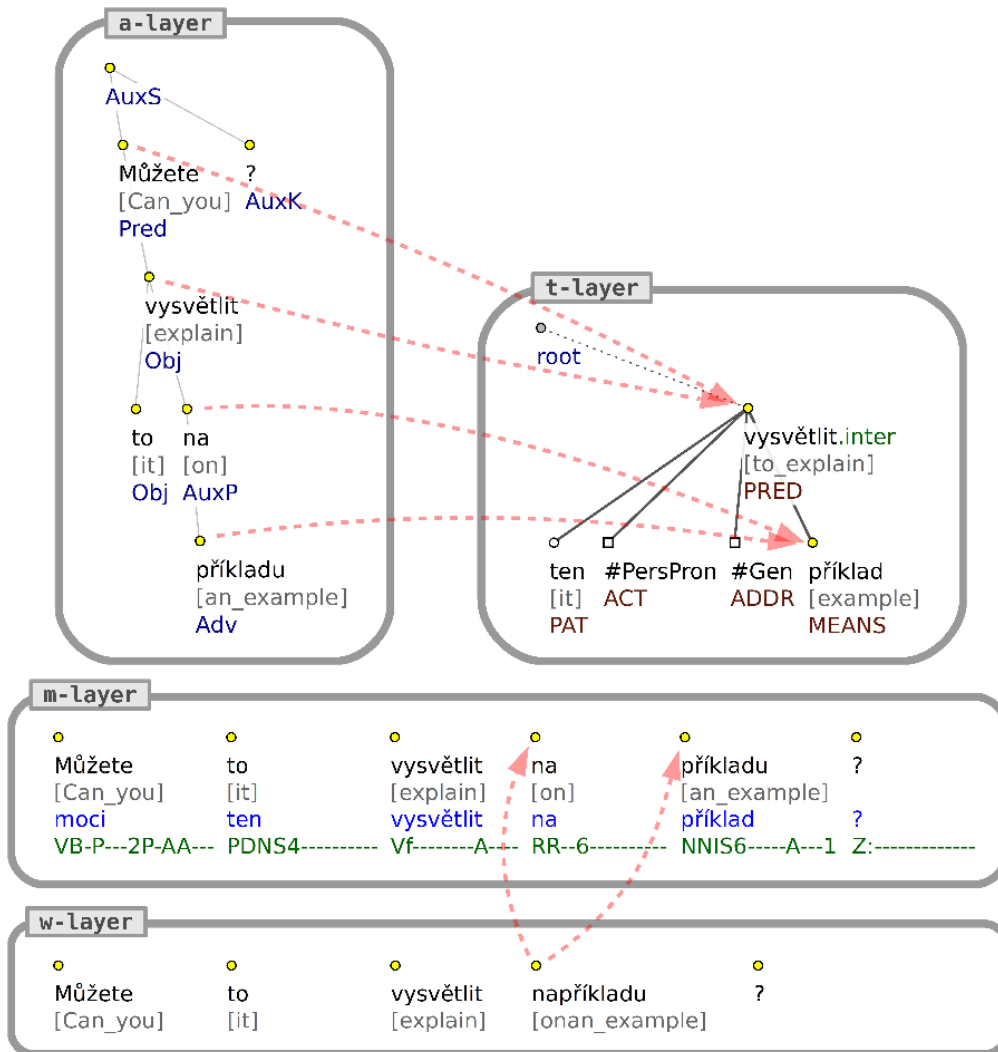 a-layer
AuxS
Můžete ?
[Can_you] AuxK
Pred
vysvětlit
[explain]
Obj
to na
[it] [on]
Obj AuxP
příkladu
[an_example]
Adv
t-layer
root
vysvětlit.inter
[to_explain]
PRED
ten #PersPron #Gen příklad
[it] ACT ADDR [example]
PAT MEANS
m-layer
Můžete to vysvětlit na příkladu ?
[Can_you] [it] [explain] [on] [an_example]
moci ten vysvětlit na příklad ?
VB-P---2P-AA--- PDNS4---------- Vf--------A---- RR--6---------- NNIS6-----A---1 Z:-------------
w-layer
Můžete to vysvětlit napříkladu ?
[Can_you] [it] [explain] [onan_example]